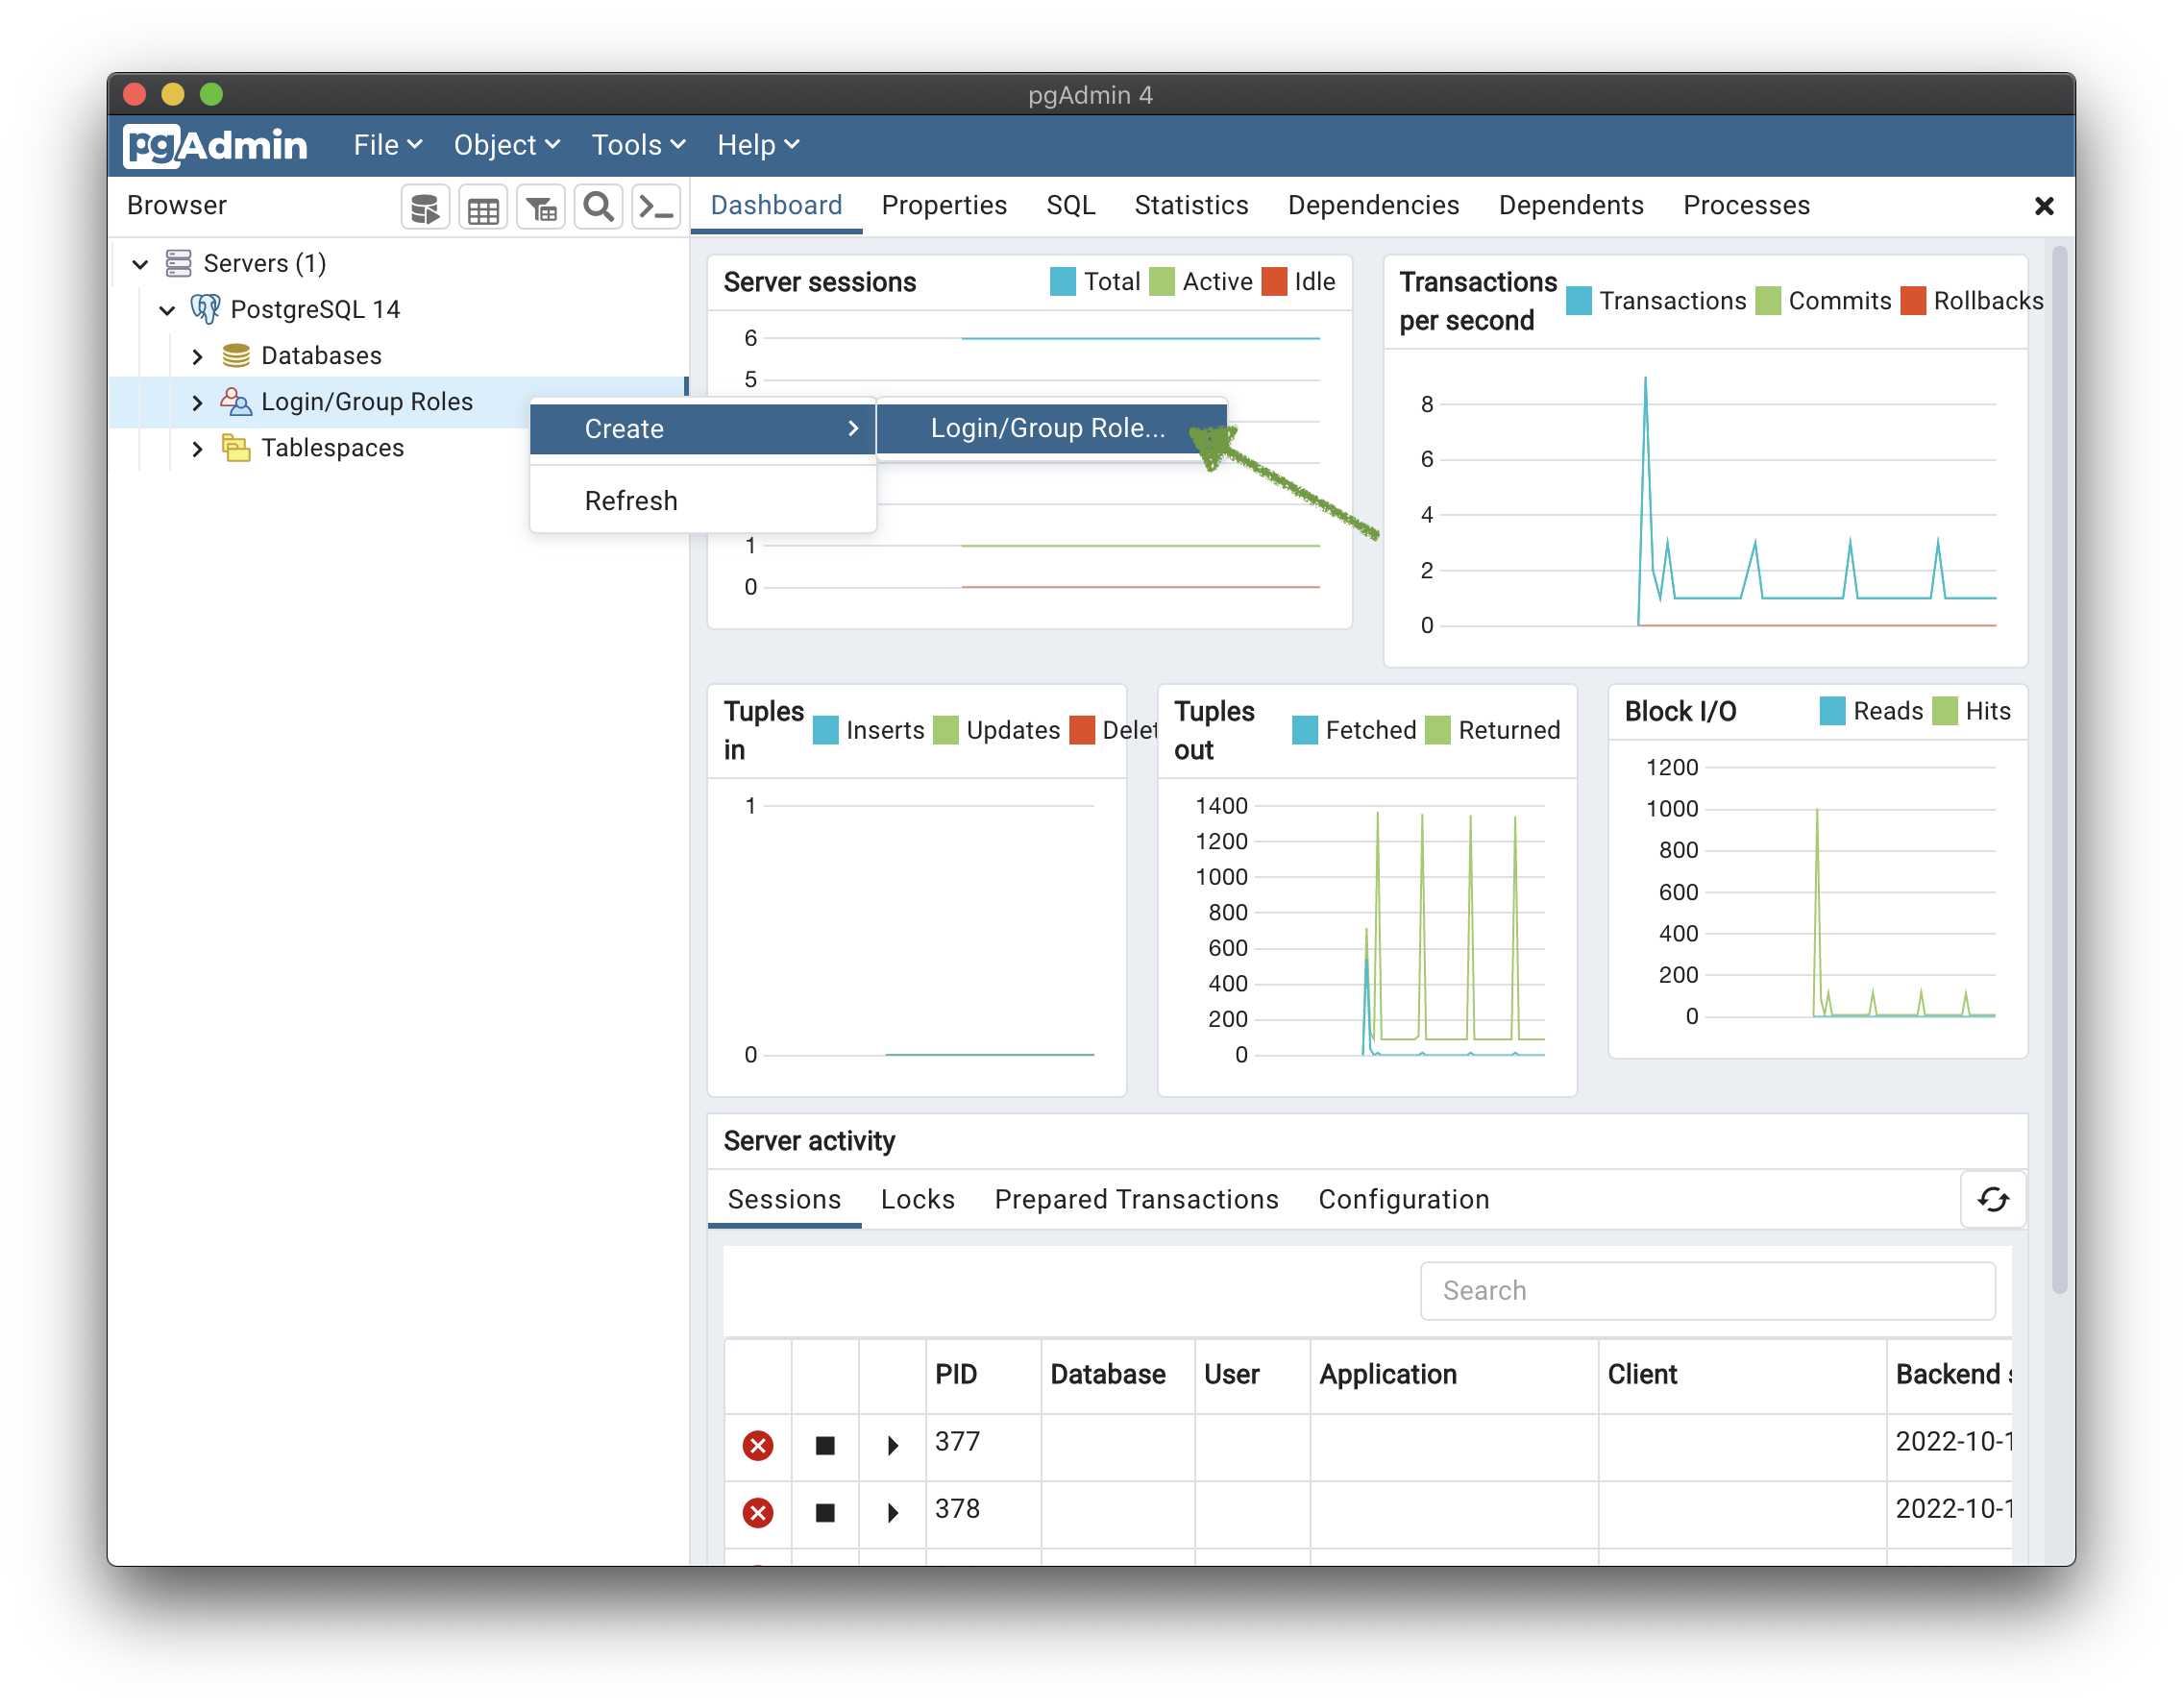 pgAdmin 4
pgAdmin File Object Tools Help
Browser
Dashboard Properties SQL Statistics Dependencies Dependents Processes
Servers (1)
PostgreSQL 14
Databases
Login/Group Roles
Tablespaces
Create
Login/Group Role...
Refresh
Server sessions
Total Active Idle
6
5
1
0
Transactions
per second
Transactions Commits Rollbacks
8
6
4
2
0
Tuples
in
Inserts Updates Delet
1
0
Tuples
out
Fetched Returned
1400
1200
1000
800
600
400
200
0
Block I/O
Reads Hits
1200
1000
800
600
400
200
0
Server activity
Sessions Locks Prepared Transactions Configuration
Search
PID Database User Application Client Backend s
377 2022-10-1
378 2022-10-1